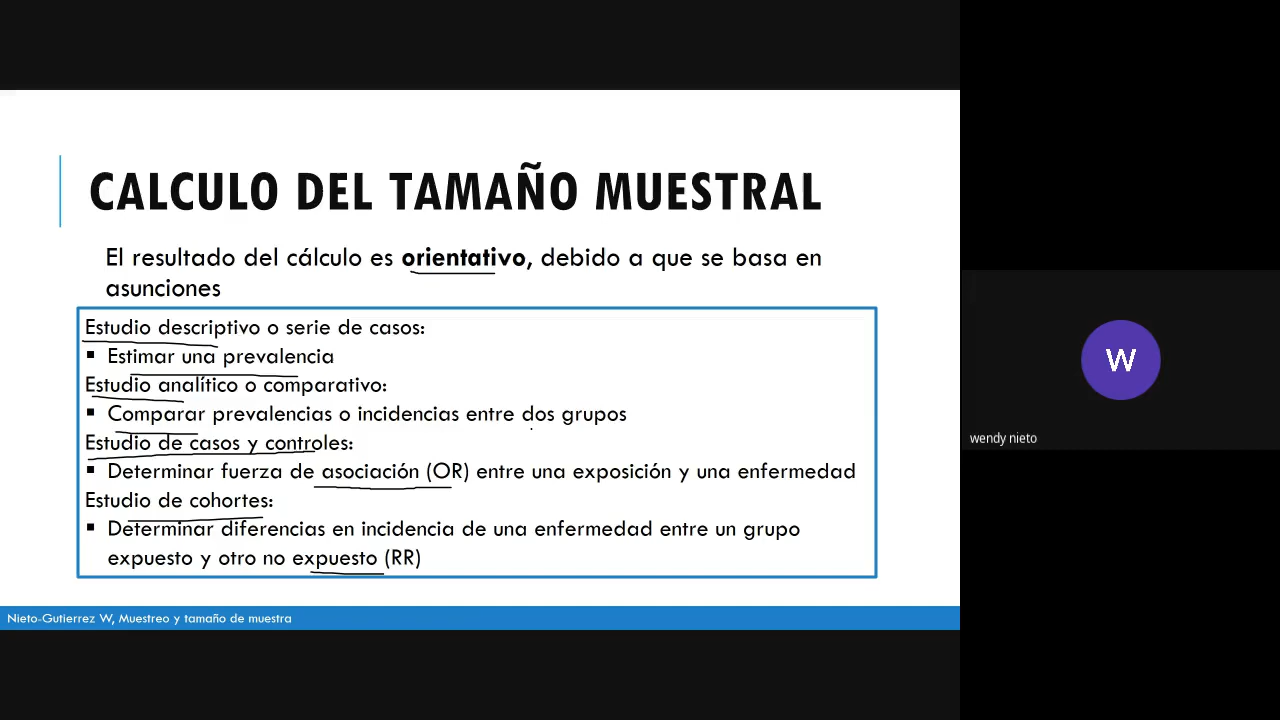 CALCULO DEL TAMAÑO MUESTRAL
El resultado del cálculo es orientativo, debido a que se basa en
asunciones
Estudio descriptivo o serie de casos:
▪ Estimar una prevalencia
Estudio analítico o comparativo:
▪ Comparar prevalencias o incidencias entre dos grupos
Estudio de casos y controles:
▪ Determinar fuerza de asociación (OR) entre una exposición y una enfermedad
Estudio de cohortes:
▪ Determinar diferencias en incidencia de una enfermedad entre un grupo
expuesto y otro no expuesto (RR)
Nieto-Gutierrez W, Muestreo y tamaño de muestra
W
wendy nieto